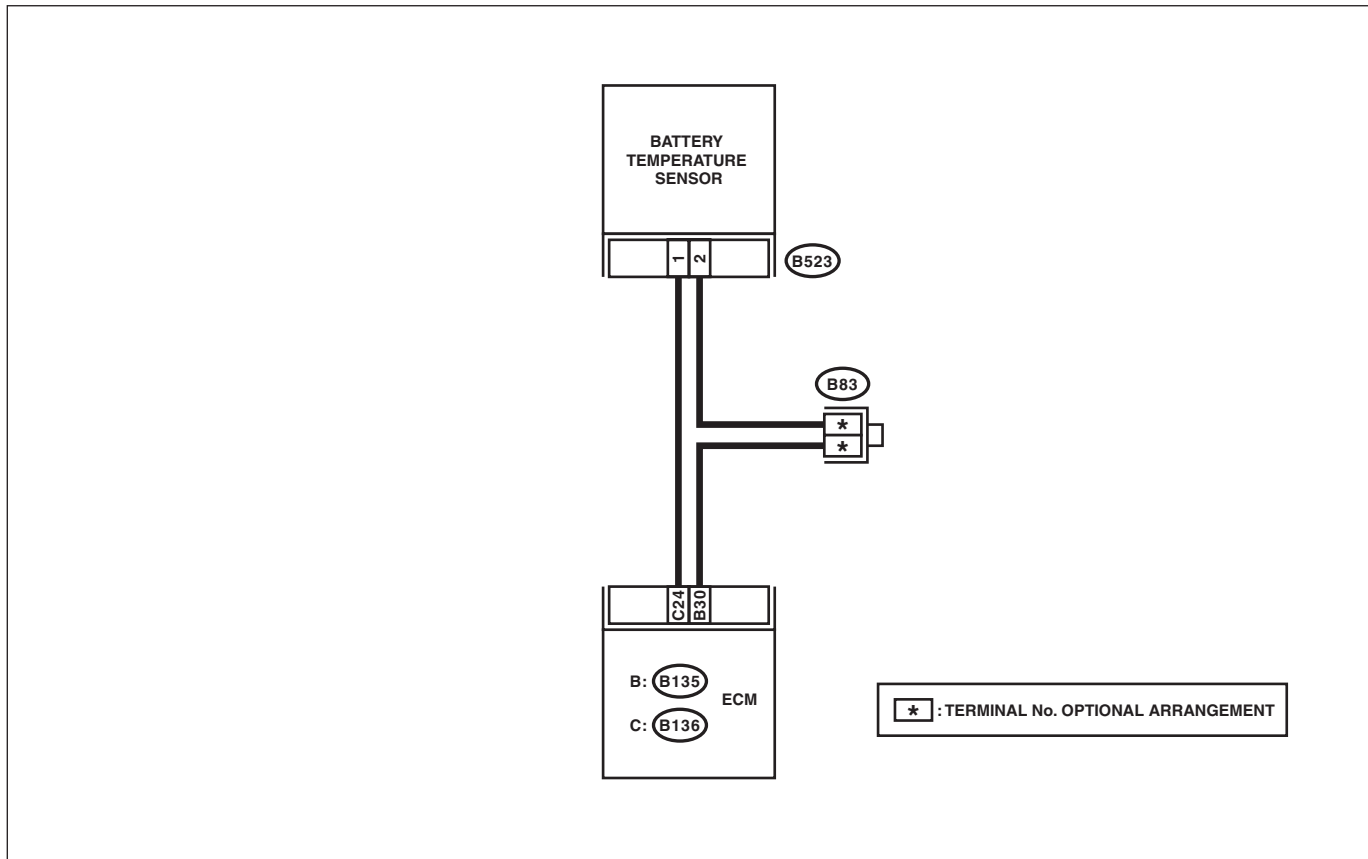 BATTERY
TEMPERATURE
SENSOR
1 2
B523
B83
*
*
C24 B30
B: B135
ECM
C: B136
* : TERMINAL No. OPTIONAL ARRANGEMENT